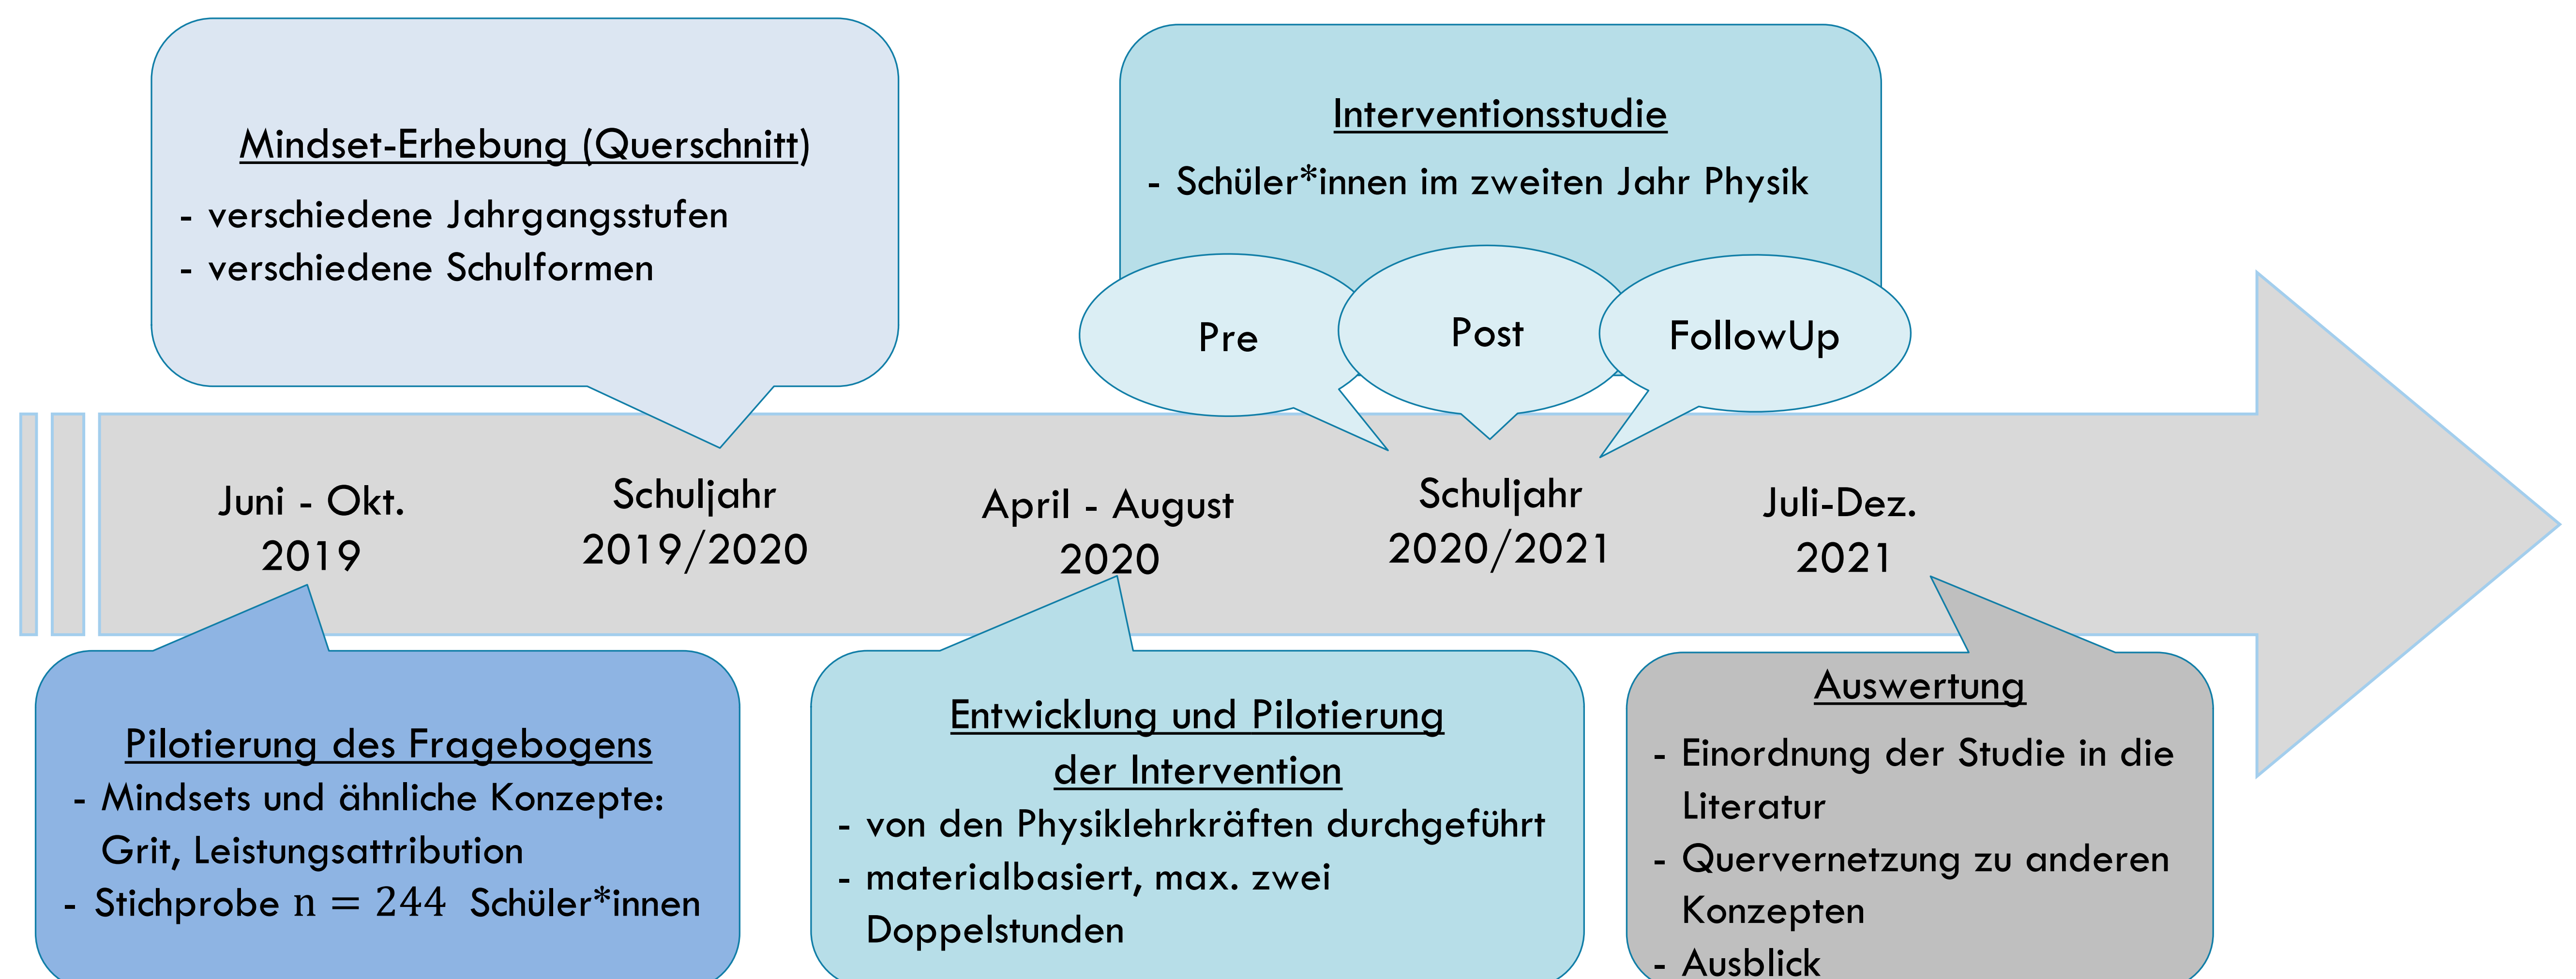 Mindset-Erhebung (Querschnitt)
- verschiedene Jahrgangsstufen
- verschiedene Schulformen
Interventionsstudie
- Schüler*innen im zweiten Jahr Physik
Pre
Post
FollowUp
Juni - Okt.
2019
Schuljahr
2019/2020
April - August
2020
Schuljahr
2020/2021
Juli-Dez.
2021
Pilotierung des Fragebogens
- Mindsets und ähnliche Konzepte:
Grit, Leistungsattribution
- Stichprobe n = 244 Schüler*innen
Entwicklung und Pilotierung
der Intervention
- von den Physiklehrkräften durchgeführt
- materialbasiert, max. zwei
Doppelstunden
Auswertung
- Einordnung der Studie in die
Literatur
- Quervernetzung zu anderen
Konzepten
- Ausblick